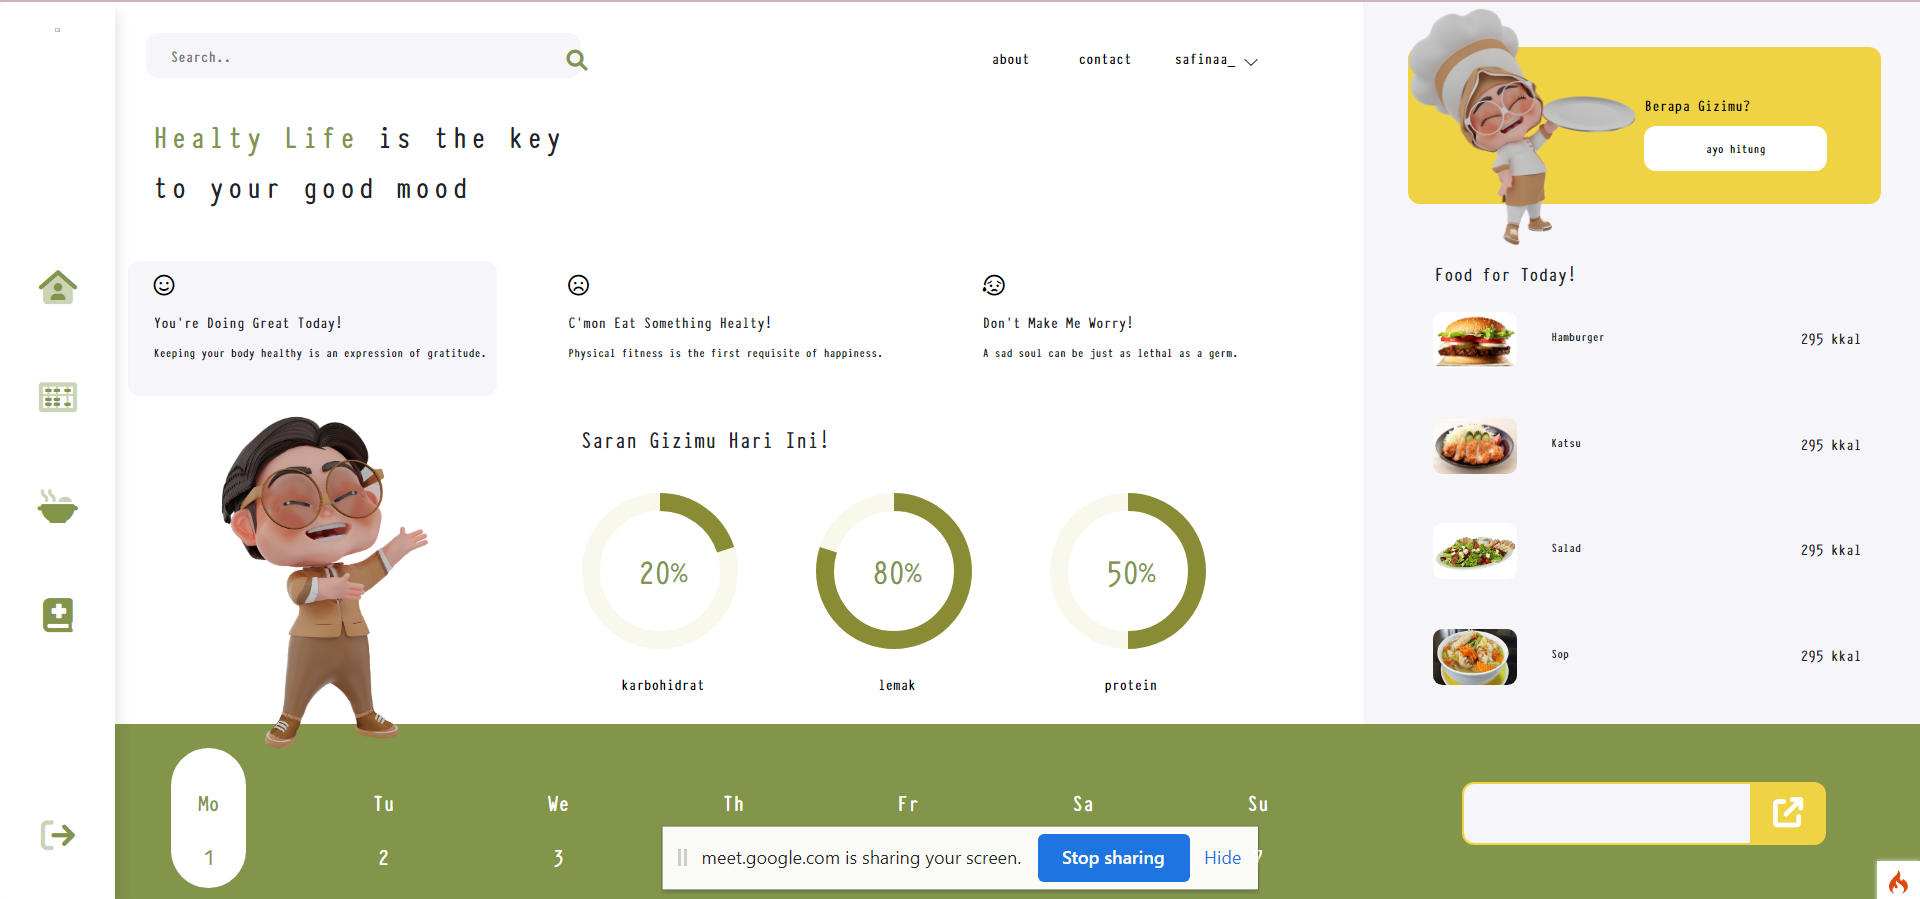 Search..
about
contact
safinaa_
Healty Life is the key
to your good mood
You're Doing Great Today!
Keeping your body healthy is an expression of gratitude.
C'mon Eat Something Healty!
Physical fitness is the first requisite of happiness.
Don't Make Me Worry!
A sad soul can be just as lethal as a germ.
Saran Gizimu Hari Ini!
20%
80%
50%
karbohidrat
lemak
protein
Berapa Gizimu?
ayo hitung
Food for Today!
Hamburger
295 kkal
Katsu
295 kkal
Salad
295 kkal
Sop
295 kkal
Mo
Tu
We
Th
Fr
Sa
Su
1
2
3
7
meet.google.com is sharing your screen.
Stop sharing
Hide